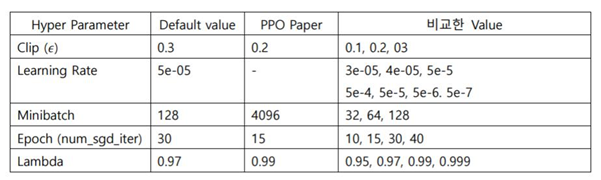 Hyper Parameter Default value PPO Paper 비교한 Value
Clip (ϵ) 0.3 0.2 0.1, 0.2, 03
Learning Rate 5e-05 - 3e-05, 4e-05, 5e-5
5e-4, 5e-5, 5e-6. 5e-7
Minibatch 128 4096 32, 64, 128
Epoch (num_sgd_iter) 30 15 10, 15, 30, 40
Lambda 0.97 0.99 0.95, 0.97, 0.99, 0.999